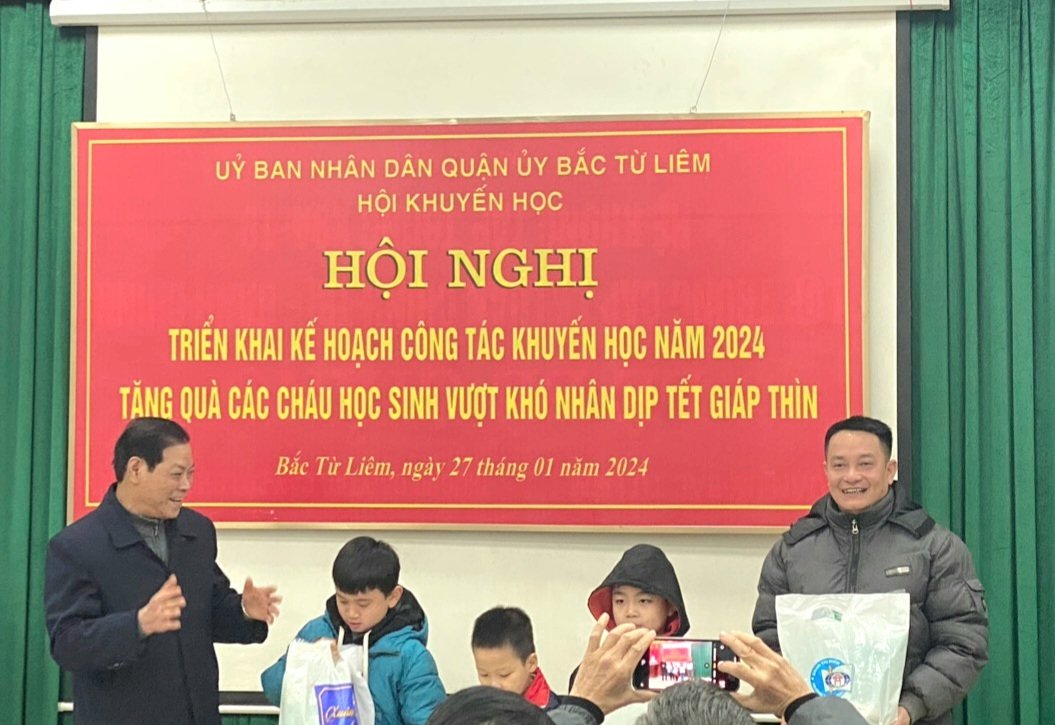 UỶ BAN NHÂN DÂN QUẬN ỦY BẮC TỪ LIÊM
HỘI KHUYẾN HỌC
HỘI NGHỊ
TRIỂN KHAI KẾ HOẠCH CÔNG TÁC KHUYẾN HỌC NĂM 2024
TẶNG QUÀ CÁC CHÁU HỌC SINH VƯỢT KHÓ NHÂN DỊP TẾT GIÁP THÌN
Bắc Từ Liêm, ngày 27 tháng 01 năm 2024
Xuân